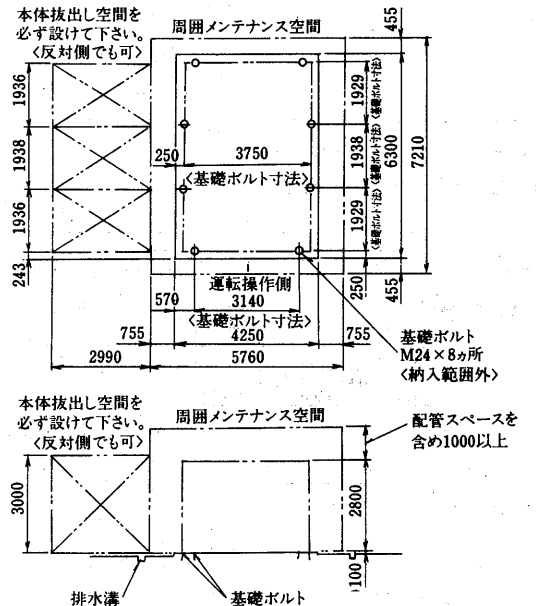 本体抜出し空間を
必ず設けて下さい。
〈反対側でも可〉
周囲メンテナンス空間
455
1936
1938
1936
243
250
3750
〈基礎ボルト寸法〉
1929
〈基礎ボルト寸法〉
1938
〈基礎ボルト寸法〉
1929
〈基礎ボルト寸法〉
6300
7210
250
455
運転操作側
570
3140
〈基礎ボルト寸法〉
755
4250
755
2990
5760
基礎ボルト
M24×8ヵ所
〈納入範囲外〉
本体抜出し空間を
必ず設けて下さい。
〈反対側でも可〉
周囲メンテナンス空間
配管スペースを
含め1000以上
3000
2800
100
排水溝
基礎ボルト